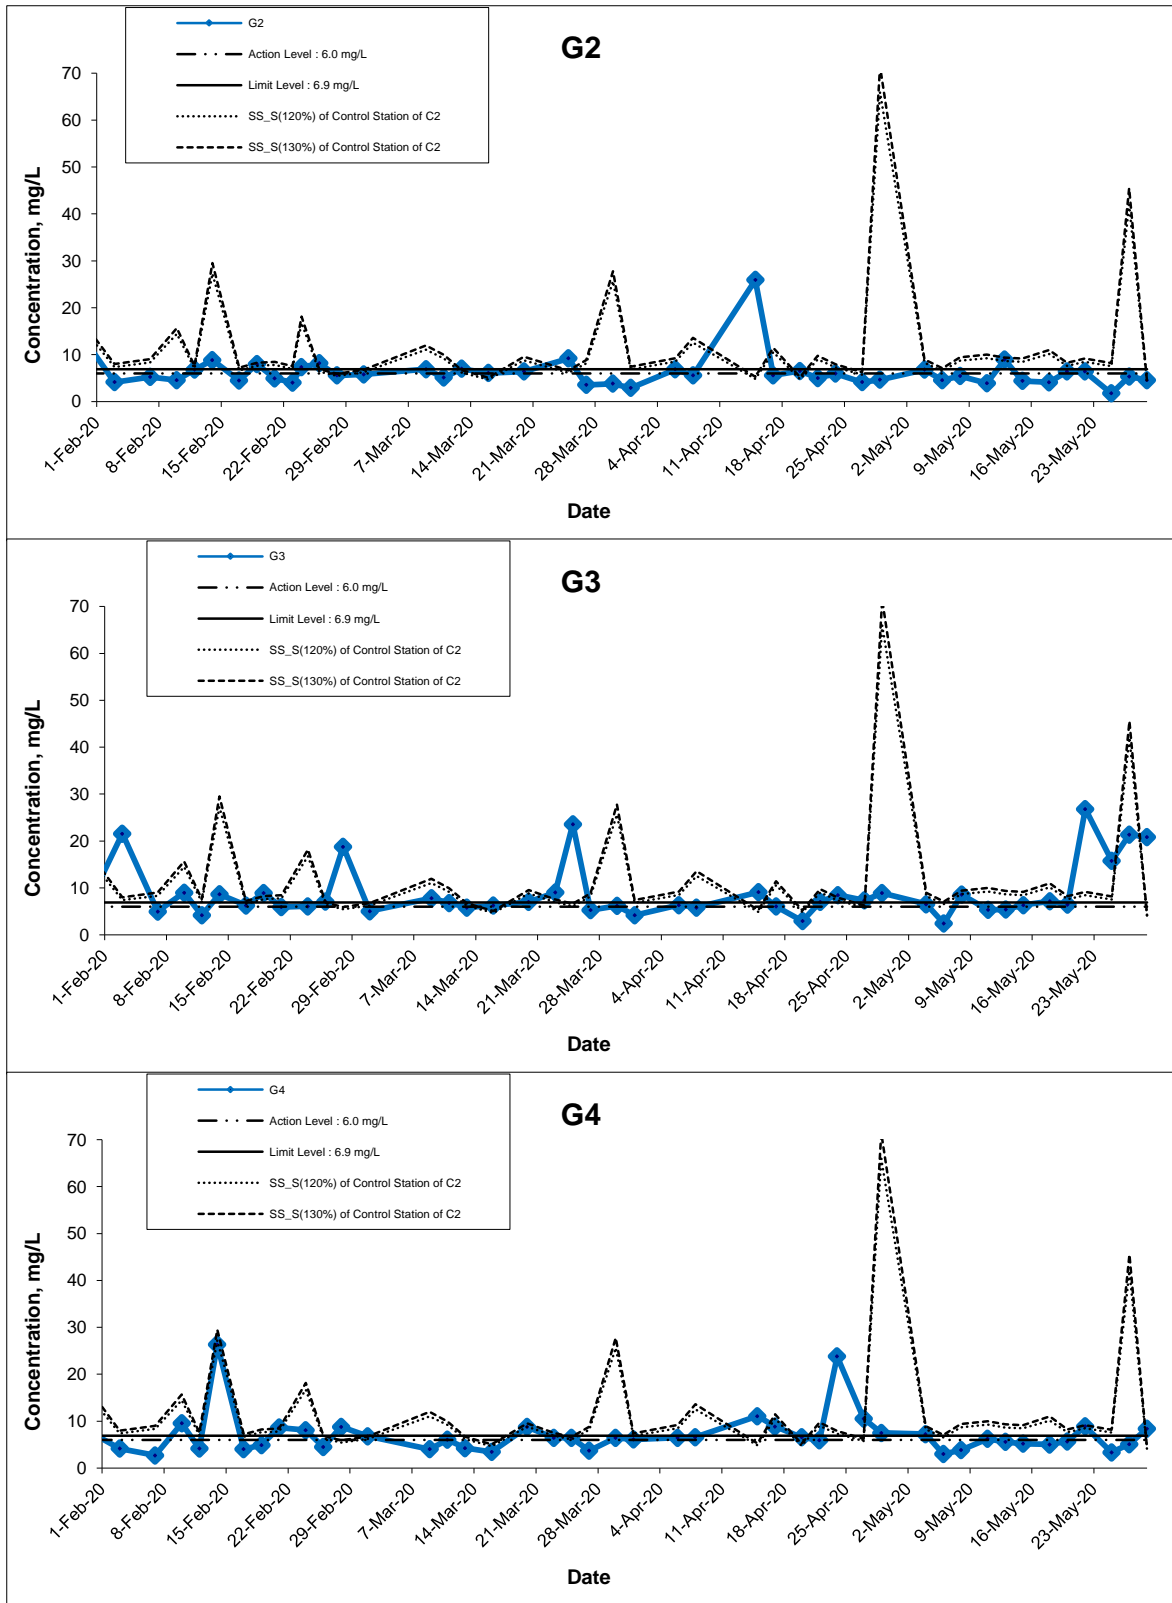 G2
Action Level : 6.0 mg/L
Limit Level : 6.9 mg/L
SS_S(120%) of Control Station of C2
SS_S(130%) of Control Station of C2
G2
Concentration, mg/L
70
60
50
40
30
20
10
0
1-Feb-20
8-Feb-20
15-Feb-20
22-Feb-20
29-Feb-20
7-Mar-20
14-Mar-20
21-Mar-20
28-Mar-20
4-Apr-20
11-Apr-20
18-Apr-20
25-Apr-20
2-May-20
9-May-20
16-May-20
23-May-20
Date
G3
Action Level : 6.0 mg/L
Limit Level : 6.9 mg/L
SS_S(120%) of Control Station of C2
SS_S(130%) of Control Station of C2
G3
Concentration, mg/L
70
60
50
40
30
20
10
0
1-Feb-20
8-Feb-20
15-Feb-20
22-Feb-20
29-Feb-20
7-Mar-20
14-Mar-20
21-Mar-20
28-Mar-20
4-Apr-20
11-Apr-20
18-Apr-20
25-Apr-20
2-May-20
9-May-20
16-May-20
23-May-20
Date
G4
Action Level : 6.0 mg/L
Limit Level : 6.9 mg/L
SS_S(120%) of Control Station of C2
SS_S(130%) of Control Station of C2
G4
Concentration, mg/L
70
60
50
40
30
20
10
0
1-Feb-20
8-Feb-20
15-Feb-20
22-Feb-20
29-Feb-20
7-Mar-20
14-Mar-20
21-Mar-20
28-Mar-20
4-Apr-20
11-Apr-20
18-Apr-20
25-Apr-20
2-May-20
9-May-20
16-May-20
23-May-20
Date